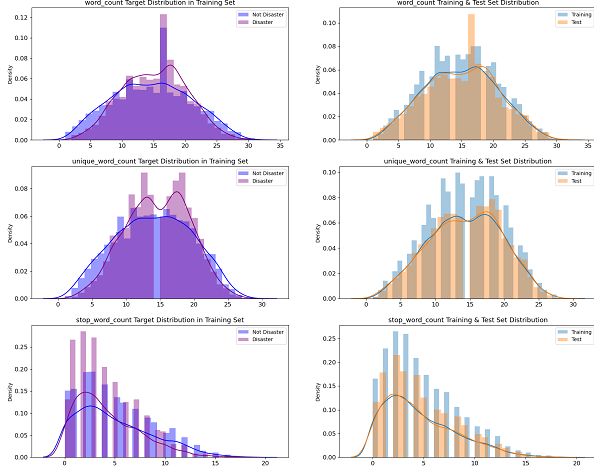 word_count Target Distribution in Training Set
Density
0.12
0.10
0.08
0.06
0.04
0.02
0.00
0 5 10 15 20 25 30 35
Not Disaster
Disaster
word_count Training & Test Set Distribution
Density
0.10
0.08
0.06
0.04
0.02
0.00
0 5 10 15 20 25 30 35
Training
Test
unique_word_count Target Distribution in Training Set
Density
0.08
0.06
0.04
0.02
0.00
0 5 10 15 20 25 30
Not Disaster
Disaster
unique_word_count Training & Test Set Distribution
Density
0.10
0.08
0.06
0.04
0.02
0.00
0 5 10 15 20 25 30
Training
Test
stop_word_count Target Distribution in Training Set
Density
0.25
0.20
0.15
0.10
0.05
0.00
0 5 10 15 20
Not Disaster
Disaster
stop_word_count Training & Test Set Distribution
Density
0.25
0.20
0.15
0.10
0.05
0.00
0 5 10 15 20
Training
Test